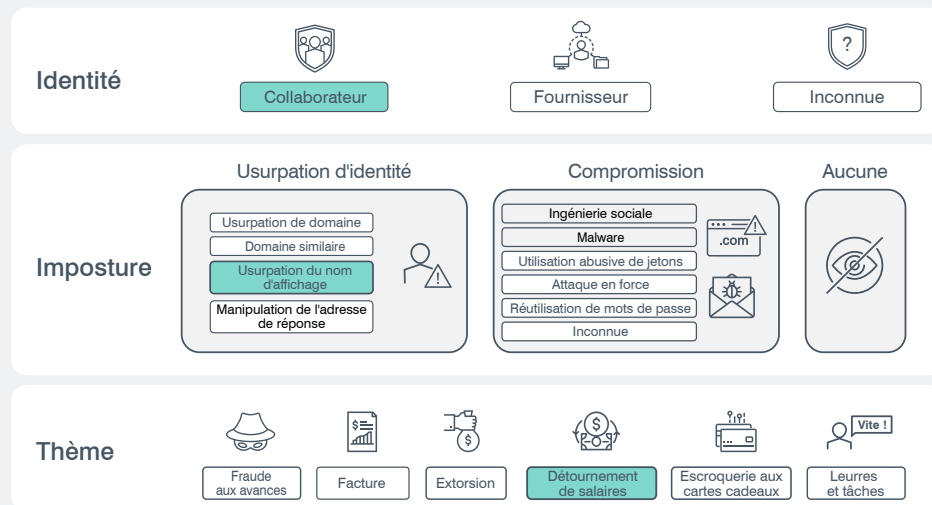 Identité
?
Collaborateur
Fournisseur
Inconnue
Usurpation d'identité
Compromission
Aucune
Imposture
Usurpation de domaine
Domaine similaire
Usurpation du nom
d'affichage
Manipulation de l'adresse
de réponse
!
Ingénierie sociale
Malware
Utilisation abusive de jetons
Attaque en force
Réutilisation de mots de passe
Inconnue
!
.com
Thème
$
$
$
Vite !
Fraude
aux avances
Facture
Extorsion
Détournement
de salaires
Escroquerie aux
cartes cadeaux
Leurres
et tâches